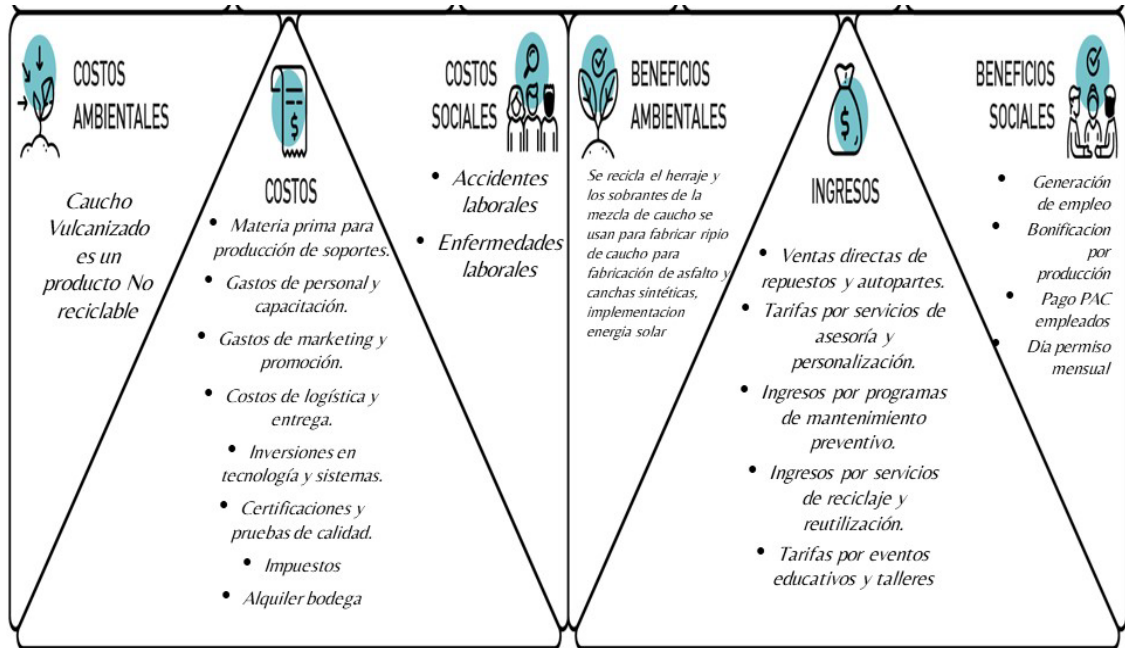 COSTOS
AMBIENTALES
Caucho
Vulcanizado
es un
producto No
reciclable
COSTOS
• Materia prima para
producción de soportes.
• Gastos de personal y
capacitación.
• Gastos de marketing y
promoción.
• Costos de logística y
entrega.
• Inversiones en
tecnología y sistemas.
• Certificaciones y
pruebas de calidad.
• Impuestos
• Alquiler bodega
COSTOS
SOCIALES
• Accidentes
laborales
• Enfermedades
laborales
BENEFICIOS
AMBIENTALES
Se recicla el herraje y
los sobrantes de la
mezcla de caucho se
usan para fabricar ripio
de caucho para
fabricación de asfalto y
canchas sintéticas,
implementacion
energia solar
INGRESOS
• Ventas directas de
repuestos y autopartes.
• Tarifas por servicios de
asesoría y
personalización.
• Ingresos por programas
de mantenimiento
preventivo.
• Ingresos por servicios
de reciclaje y
reutilización.
• Tarifas por eventos
educativos y talleres
BENEFICIOS
SOCIALES
• Generación
de empleo
• Bonificacion
por
producción
• Pago PAC
empleados
• Dia permiso
mensual